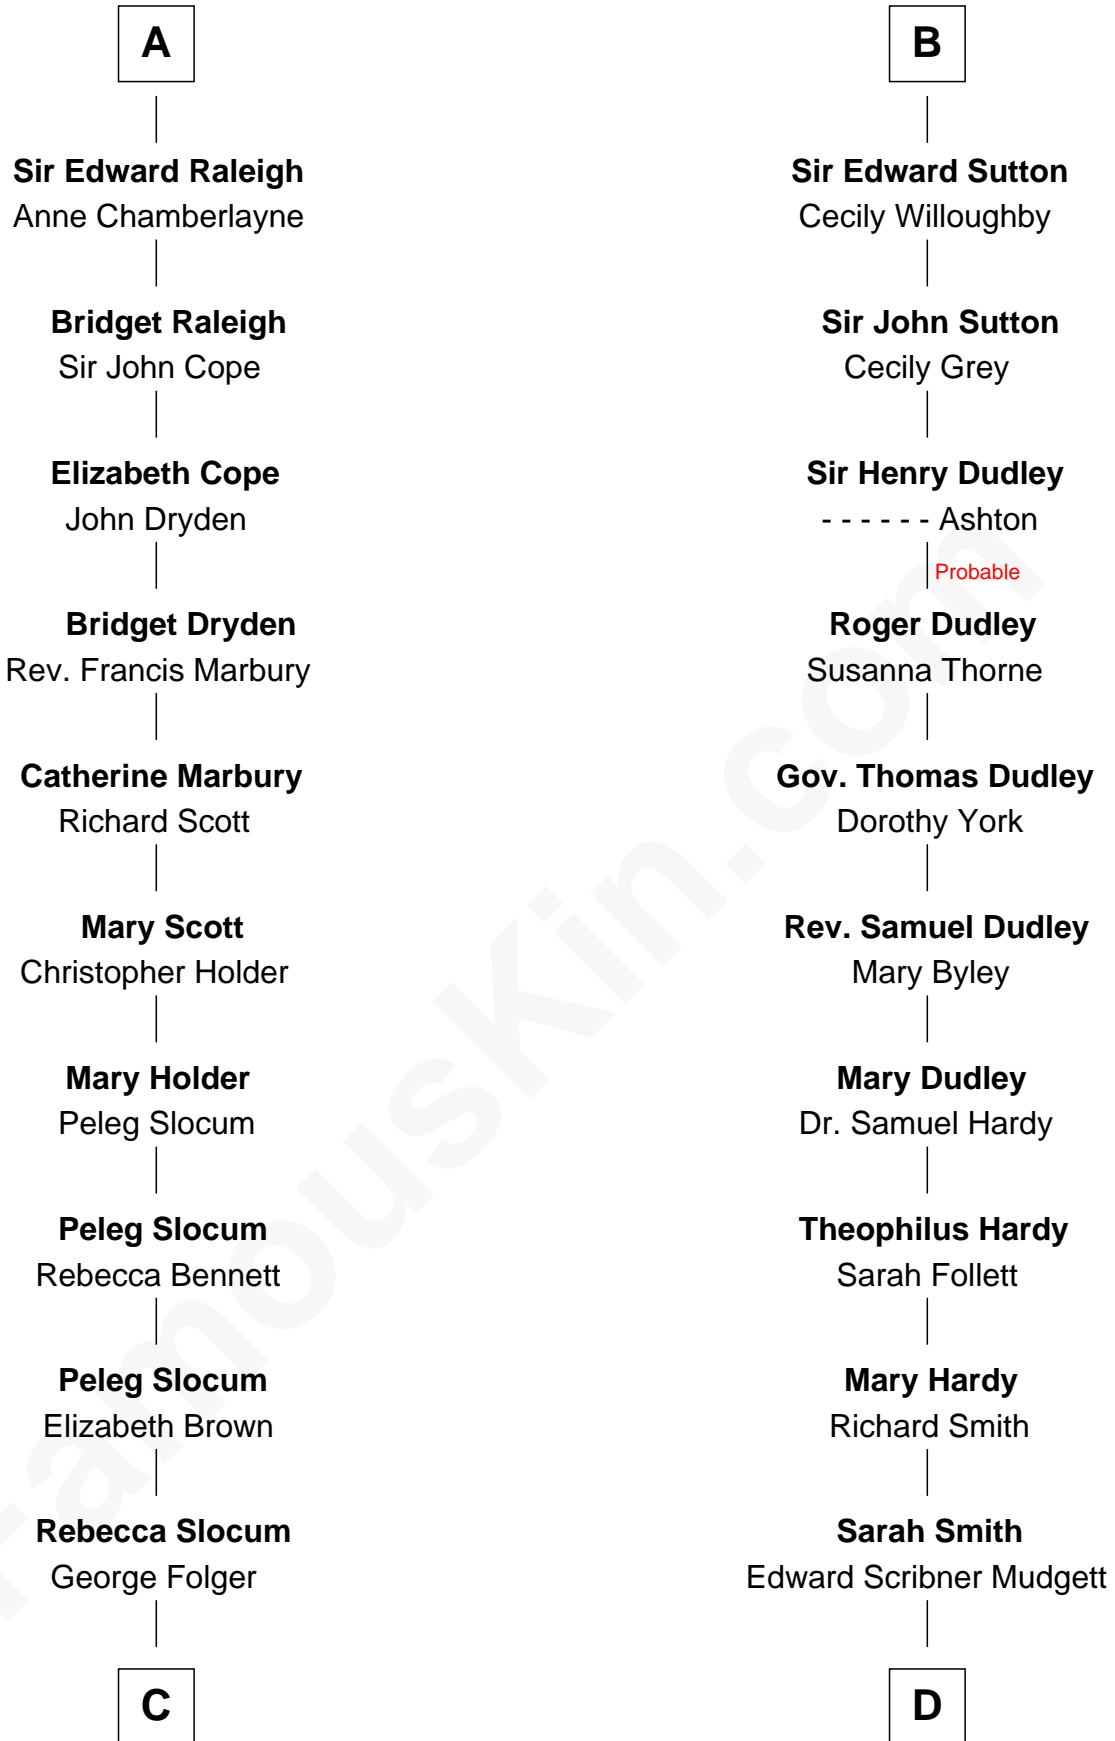 A
Sir Edward Raleigh
Anne Chamberlayne
Bridget Raleigh
Sir John Cope
Elizabeth Cope
John Dryden
Bridget Dryden
Rev. Francis Marbury
Catherine Marbury
Richard Scott
Mary Scott
Christopher Holder
Mary Holder
Peleg Slocum
Peleg Slocum
Rebecca Bennett
Peleg Slocum
Elizabeth Brown
Rebecca Slocum
George Folger
C
B
Sir Edward Sutton
Cecily Willoughby
Sir John Sutton
Cecily Grey
Sir Henry Dudley
- - - - - - Ashton
Probable
Roger Dudley
Susanna Thorne
Gov. Thomas Dudley
Dorothy York
Rev. Samuel Dudley
Mary Byley
Mary Dudley
Dr. Samuel Hardy
Theophilus Hardy
Sarah Follett
Mary Hardy
Richard Smith
Sarah Smith
Edward Scribner Mudgett
D
FamousKin.com